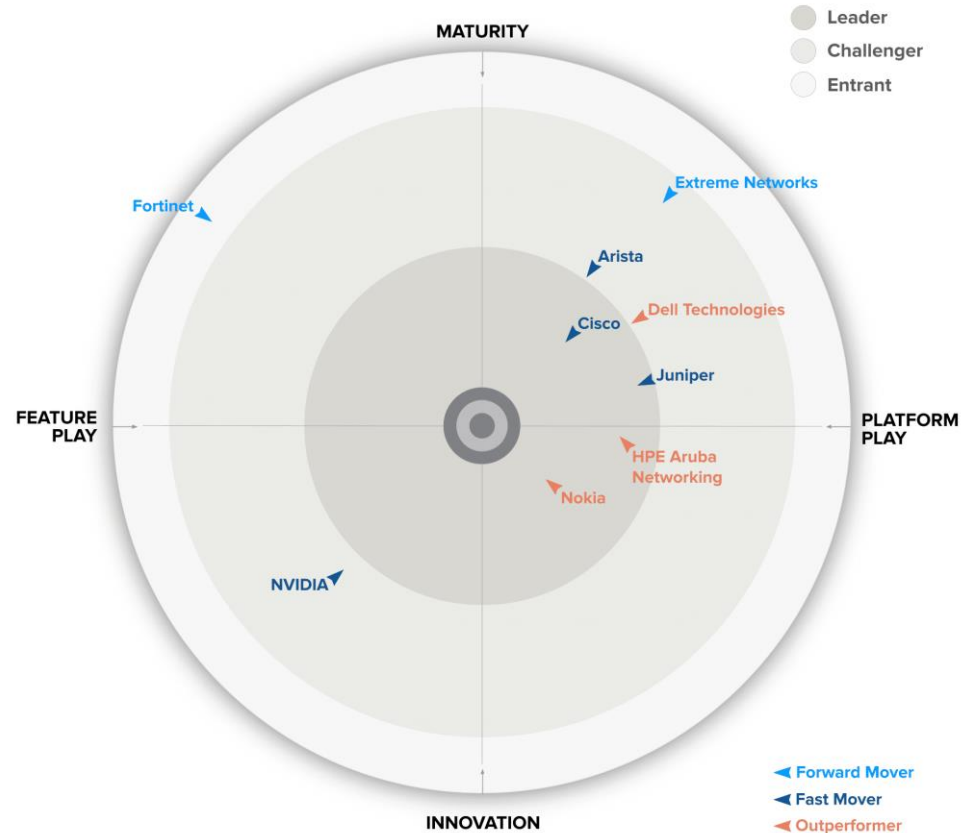 MATURITY
Leader
Challenger
Entrant
Extreme Networks
Fortinet
Arista
Dell Technologies
Cisco
Juniper
FEATURE
PLAY
PLATFORM
PLAY
HPE Aruba
Networking
Nokia
NVIDIA
Forward Mover
Fast Mover
Outperformer
INNOVATION